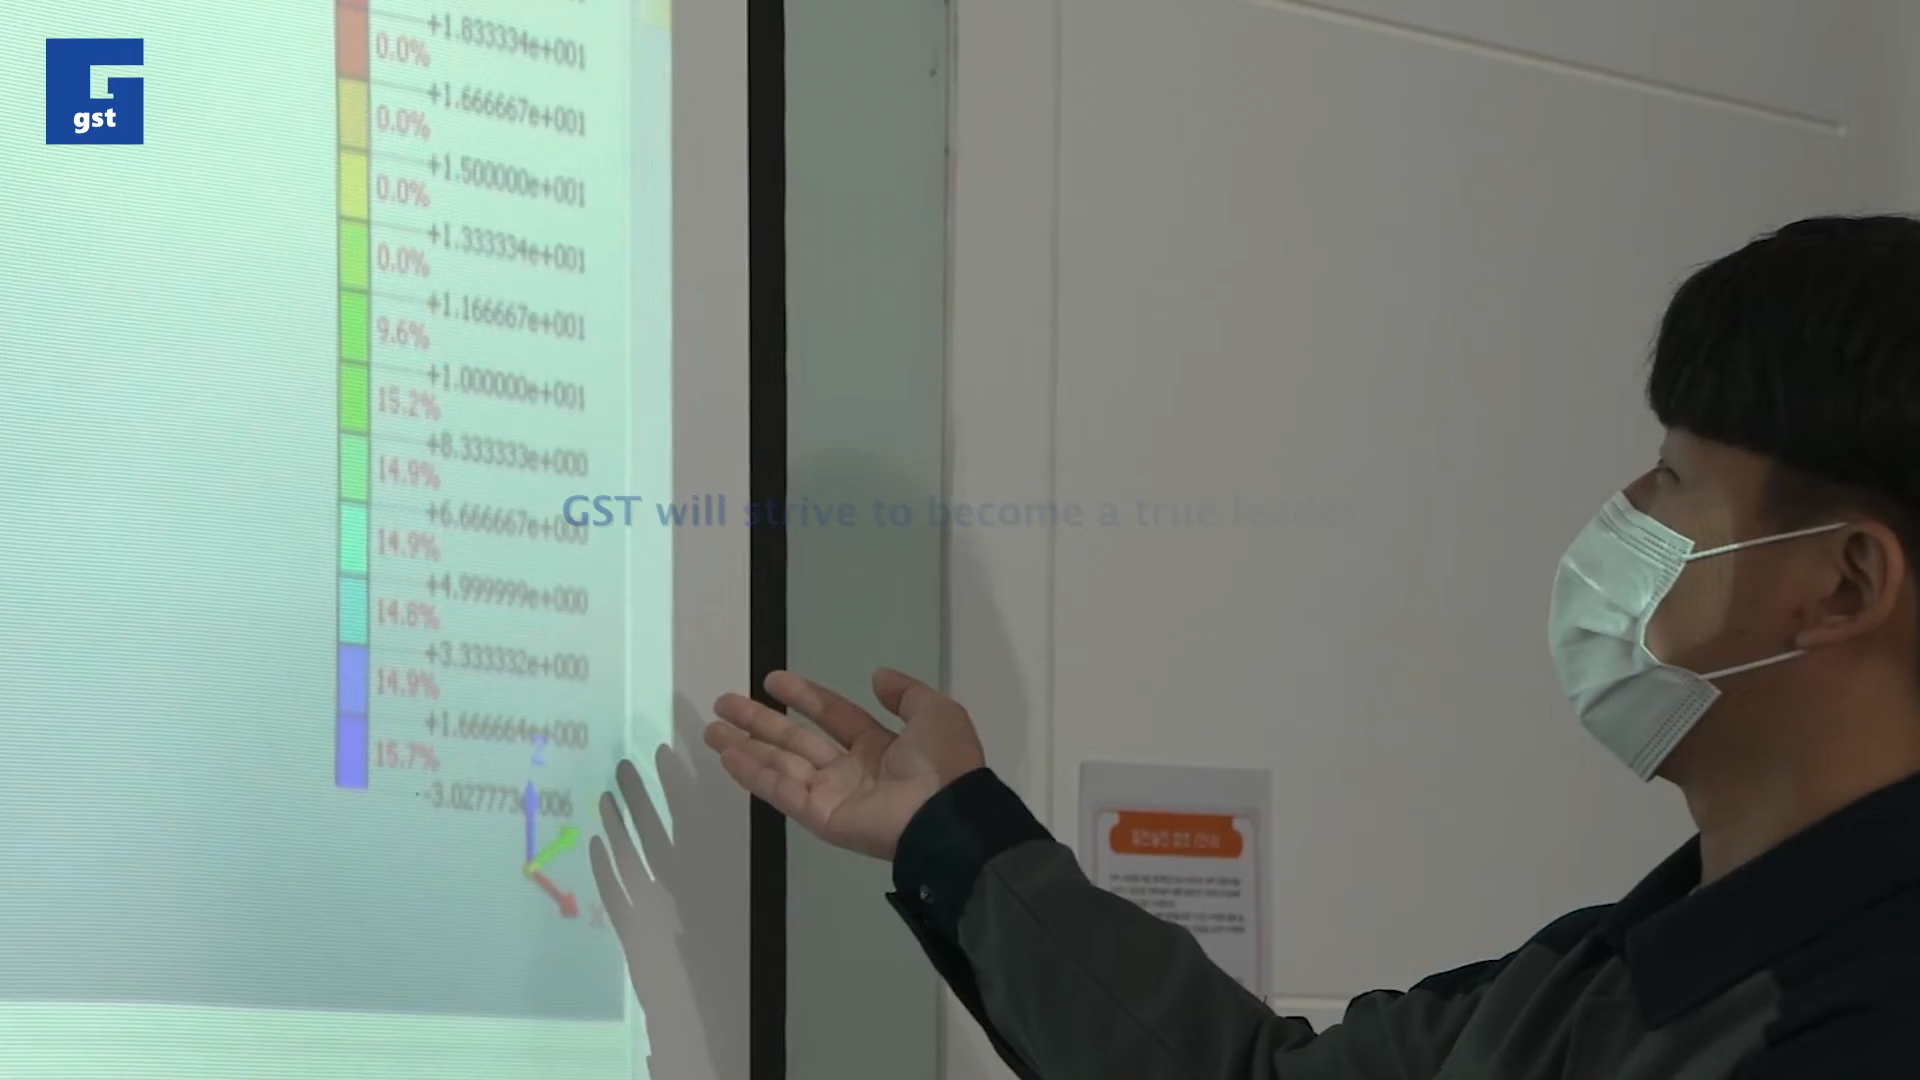 gst
+1.833334e+001
0.0%
+1.666667e+001
0.0%
+1.500000e+001
0.0%
+1.333334e+001
0.0%
+1.166667e+001
9.6%
+1.000000e+001
15.2%
+8.333333e+000
14.9%
+6.666667e+000
14.9%
+4.999999e+000
14.8%
+3.333332e+000
14.9%
+1.666664e+000
15.7%
Z
X
GST will strive to become a true leader